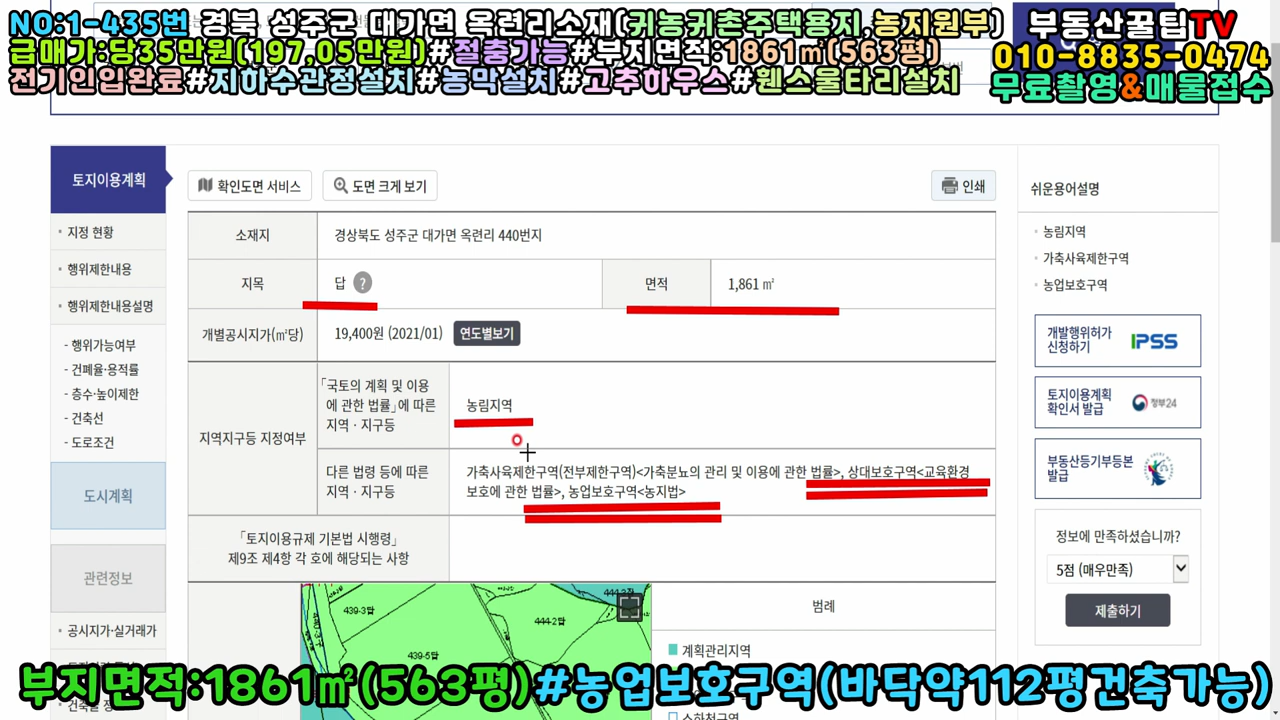 NO:1-435번 경북 성주군 대가면 옥련리소재(귀농귀촌주택용지,농지원부) 부동산꿀팁TV
급매가:당35만원(197,05만원)#절충가능#부지면적:1861㎡(563평) 010-8835-0474
전기인입완료#지하수관정설치#농막설치#고추하우스#휀스울타리설치 무료촬영&매물접수
토지이용계획
· 지정 현황
· 행위제한내용
· 행위제한내용설명
- 행위가능여부
- 건폐율·용적률
- 층수·높이제한
- 건축선
- 도로조건
도시계획
관련정보
· 공시지가·실거래가
확인도면 서비스 도면 크게 보기 인쇄
소재지 경상북도 성주군 대가면 옥련리 440번지
지목 답 ? 면적 1,861 ㎡
개별공시지가(㎡당) 19,400원 (2021/01) 연도별보기
지역지구등 지정여부
「국토의 계획 및 이용
에 관한 법률」에 따른
지역 · 지구등
농림지역
다른 법령 등에 따른
지역 · 지구등
가축사육제한구역(전부제한구역)<가축분뇨의 관리 및 이용에 관한 법률>, 상대보호구역<교육환경
보호에 관한 법률>, 농업보호구역<농지법>
「토지이용규제 기본법 시행령」
제9조 제4항 각 호에 해당되는 사항
439-3답
444-2답
439-5답
범례
계획관리지역
쉬운용어설명
· 농림지역
· 가축사육제한구역
· 농업보호구역
개발행위허가
신청하기
IPSS
토지이용계획
확인서 발급
정부24
부동산등기부등본
발급
정보에 만족하셨습니까?
5점 (매우만족)
제출하기
부지면적:1861㎡(563평)#농업보호구역(바닥약112평건축가능)